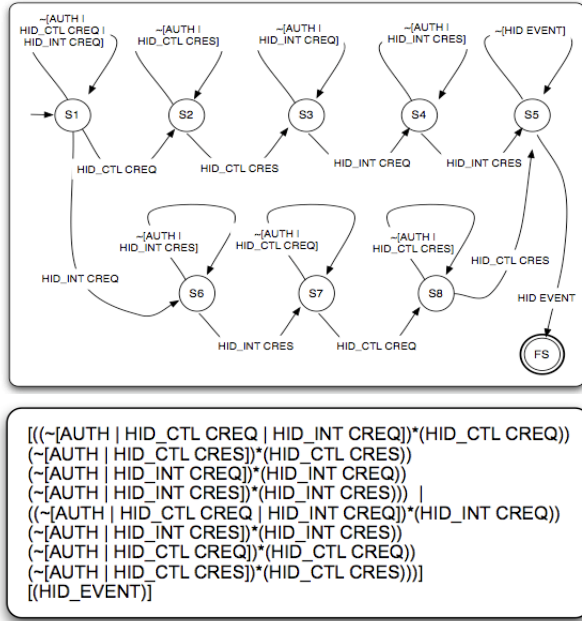 ~[AUTH |
HID_CTL CREQ |
HID_INT CREQ]
~[AUTH |
HID_CTL CRES]
~[AUTH |
HID_INT CREQ]
~[AUTH |
HID_INT CRES]
~[HID EVENT]
S1
S2
S3
S4
S5
HID_CTL CREQ
HID_CTL CRES
HID_INT CREQ
HID_INT CRES
~[AUTH |
HID_INT CRES]
~[AUTH |
HID_CTL CREQ]
~[AUTH |
HID_CTL CRES]
HID_CTL CRES
HID_INT CREQ
S6
S7
S8
HID EVENT
HID_INT CRES
HID_CTL CREQ
FS
[((~[AUTH | HID_CTL CREQ | HID_INT CREQ])*(HID_CTL CREQ))
(~[AUTH | HID_CTL CRES])*(HID_CTL CRES))
(~[AUTH | HID_INT CREQ])*(HID_INT CREQ))
(~[AUTH | HID_INT CRES])*(HID_INT CRES))) |
((~[AUTH | HID_CTL CREQ | HID_INT CREQ])*(HID_INT CREQ))
(~[AUTH | HID_INT CRES])*(HID_INT CRES))
(~[AUTH | HID_CTL CREQ])*(HID_CTL CREQ))
(~[AUTH | HID_CTL CRES])*(HID_CTL CRES)))]
[(HID_EVENT)]